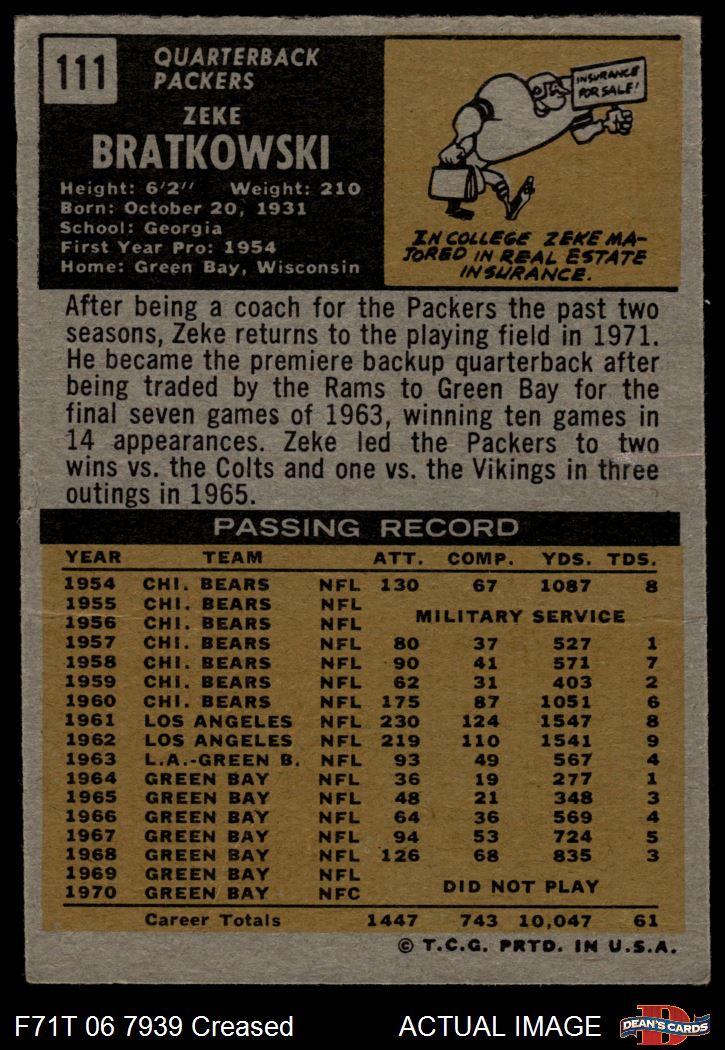 111
QUARTERBACK
PACKERS
ZEKE
BRATKOWSKI
Height: 6'2" Weight: 210
Born: October 20, 1931
School: Georgia
First Year Pro: 1954
Home: Green Bay, Wisconsin
INSURANCE
FOR SALE!
IN COLLEGE ZEKE MA-
JORED IN REAL ESTATE
INSURANCE.
After being a coach for the Packers the past two
seasons, Zeke returns to the playing field in 1971.
He became the premiere backup quarterback after
being traded by the Rams to Green Bay for the
final seven games of 1963, winning ten games in
14 appearances. Zeke led the Packers to two
wins vs. the Colts and one vs. the Vikings in three
outings in 1965.
PASSING RECORD
YEAR TEAM ATT. COMP. YDS. TDS.
1954 CHI. BEARS NFL 130 67 1087 8
1955 CHI. BEARS NFL
1956 CHI. BEARS NFL MILITARY SERVICE
1957 CHI. BEARS NFL 80 37 527 1
1958 CHI. BEARS NFL 90 41 571 7
1959 CHI. BEARS NFL 62 31 403 2
1960 CHI. BEARS NFL 175 87 1051 6
1961 LOS ANGELES NFL 230 124 1547 8
1962 LOS ANGELES NFL 219 110 1541 9
1963 L.A.-GREEN B. NFL 93 49 567 4
1964 GREEN BAY NFL 36 19 277 1
1965 GREEN BAY NFL 48 21 348 3
1966 GREEN BAY NFL 64 36 569 4
1967 GREEN BAY NFL 94 53 724 5
1968 GREEN BAY NFL 126 68 835 3
1969 GREEN BAY NFL
1970 GREEN BAY NFC DID NOT PLAY
Career Totals 1447 743 10,047 61
© T.C.G. PRTD. IN U.S.A.
F71T 06 7939 Creased ACTUAL IMAGE D DEAN'S CARDS